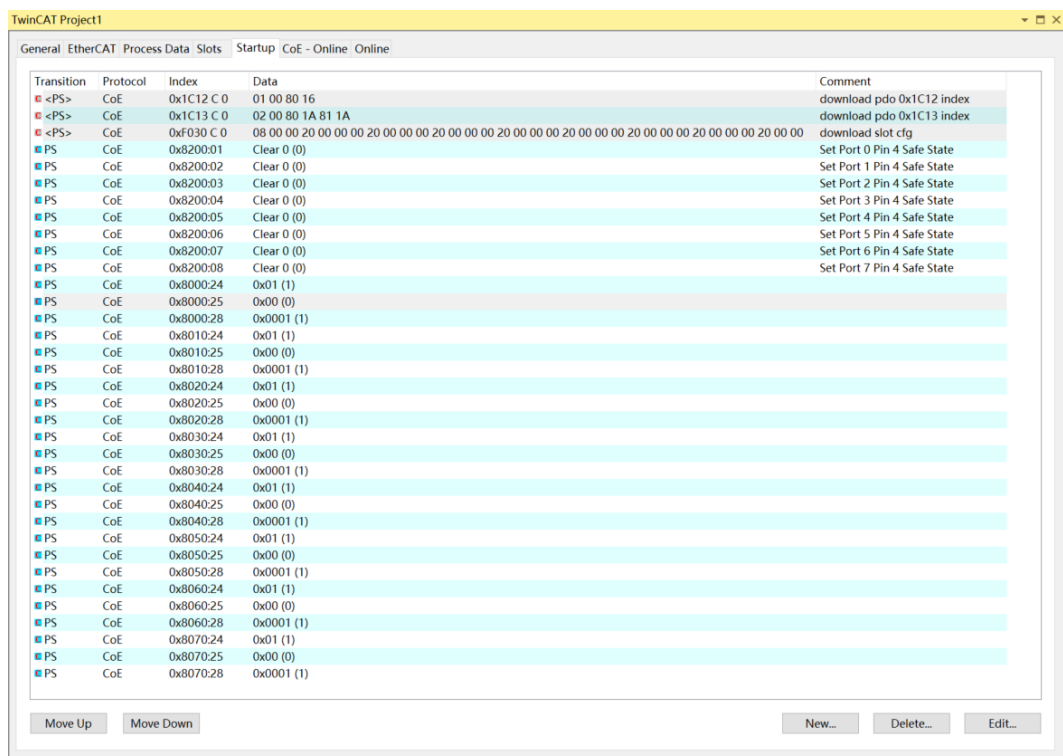 TwinCAT Project1
General EtherCAT Process Data Slots Startup CoE - Online Online
Transition Protocol Index Data Comment
<PS> CoE 0x1C12 C 0 01 00 80 16 download pdo 0x1C12 index
<PS> CoE 0x1C13 C 0 02 00 80 1A 81 1A download pdo 0x1C13 index
<PS> CoE 0xF030 C 0 08 00 00 20 00 00 00 20 00 00 00 20 00 00 00 20 00 00 00 20 00 00 00 20 00 00 00 20 00 00 00 20 00 00 download slot cfg
PS CoE 0x8200:01 Clear 0 (0) Set Port 0 Pin 4 Safe State
PS CoE 0x8200:02 Clear 0 (0) Set Port 1 Pin 4 Safe State
PS CoE 0x8200:03 Clear 0 (0) Set Port 2 Pin 4 Safe State
PS CoE 0x8200:04 Clear 0 (0) Set Port 3 Pin 4 Safe State
PS CoE 0x8200:05 Clear 0 (0) Set Port 4 Pin 4 Safe State
PS CoE 0x8200:06 Clear 0 (0) Set Port 5 Pin 4 Safe State
PS CoE 0x8200:07 Clear 0 (0) Set Port 6 Pin 4 Safe State
PS CoE 0x8200:08 Clear 0 (0) Set Port 7 Pin 4 Safe State
PS CoE 0x8000:24 0x01 (1)
PS CoE 0x8000:25 0x00 (0)
PS CoE 0x8000:28 0x0001 (1)
PS CoE 0x8010:24 0x01 (1)
PS CoE 0x8010:25 0x00 (0)
PS CoE 0x8010:28 0x0001 (1)
PS CoE 0x8020:24 0x01 (1)
PS CoE 0x8020:25 0x00 (0)
PS CoE 0x8020:28 0x0001 (1)
PS CoE 0x8030:24 0x01 (1)
PS CoE 0x8030:25 0x00 (0)
PS CoE 0x8030:28 0x0001 (1)
PS CoE 0x8040:24 0x01 (1)
PS CoE 0x8040:25 0x00 (0)
PS CoE 0x8040:28 0x0001 (1)
PS CoE 0x8050:24 0x01 (1)
PS CoE 0x8050:25 0x00 (0)
PS CoE 0x8050:28 0x0001 (1)
PS CoE 0x8060:24 0x01 (1)
PS CoE 0x8060:25 0x00 (0)
PS CoE 0x8060:28 0x0001 (1)
PS CoE 0x8070:24 0x01 (1)
PS CoE 0x8070:25 0x00 (0)
PS CoE 0x8070:28 0x0001 (1)
Move Up Move Down New... Delete... Edit...